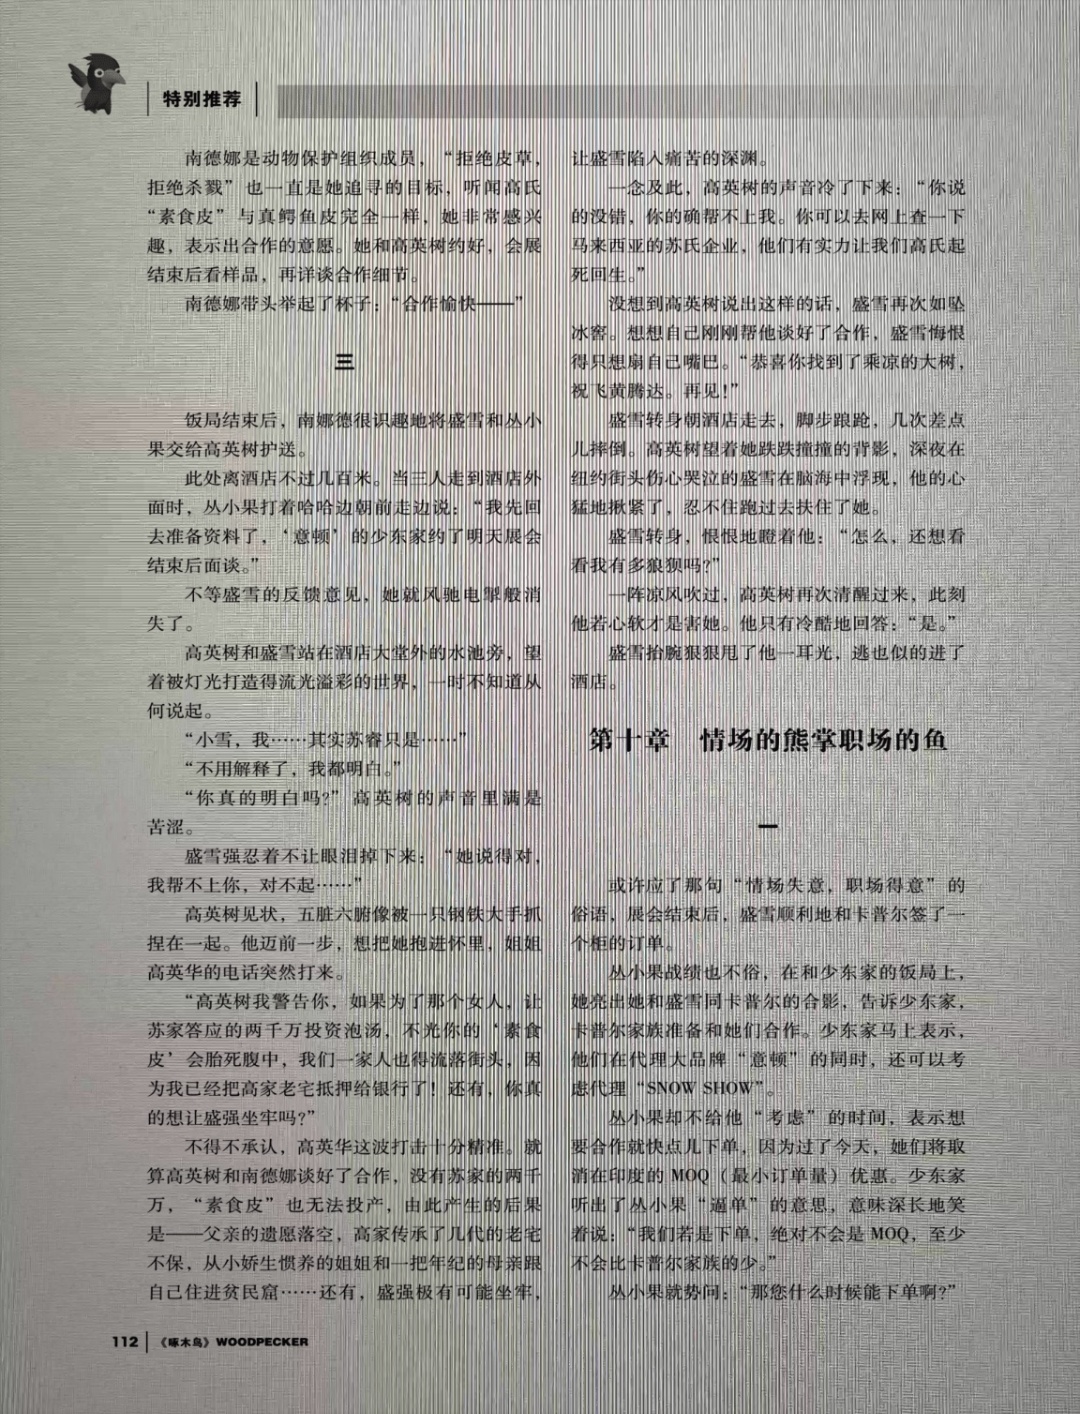 特别推荐
南德娜是动物保护组织成员，“拒绝皮草，
拒绝杀戮”也一直是她追寻的目标，听闻高氏
“素食皮”与真鳄鱼皮完全一样，她非常感兴
趣，表示出合作的意愿。她和高英树约好，会展
结束后看样品，再详谈合作细节。
南德娜带头举起了杯子：“合作愉快——”
三
饭局结束后，南娜德很识趣地将盛雪和丛小
果交给高英树护送。
此处离酒店不过几百米。当三人走到酒店外
面时，丛小果打着哈哈边朝前走边说：“我先回
去准备资料了，‘意顿’的少东家约了明天展会
结束后面谈。”
不等盛雪的反馈意见，她就风驰电掣般消
失了。
高英树和盛雪站在酒店大堂外的水池旁，望
着被灯光打造得流光溢彩的世界，一时不知道从
何说起。
“小雪，我……其实苏睿只是……”
“不用解释了，我都明白。”
“你真的明白吗?”高英树的声音里满是
苦涩。
盛雪强忍着不让眼泪掉下来：“她说得对，
我帮不上你，对不起……”
高英树见状，五脏六腑像被一只钢铁大手抓
捏在一起。他迈前一步，想把她抱进怀里，姐姐
高英华的电话突然打来。
“高英树我警告你，如果为了那个女人，让
苏家答应的两千万投资泡汤，不光你的‘素食
皮’会胎死腹中，我们一家人也得流落街头，因
为我已经把高家老宅抵押给银行了！还有，你真
的想让盛强坐牢吗?”
不得不承认，高英华这波打击十分精准。就
算高英树和南德娜谈好了合作，没有苏家的两千
万，“素食皮”也无法投产，由此产生的后果
是——父亲的遗愿落空，高家传承了几代的老宅
不保，从小娇生惯养的姐姐和一把年纪的母亲跟
自己住进贫民窟……还有，盛强极有可能坐牢，
让盛雪陷入痛苦的深渊。
一念及此，高英树的声音冷了下来：“你说
的没错，你的确帮不上我。你可以去网上查一下
马来西亚的苏氏企业，他们有实力让我们高氏起
死回生。”
没想到高英树说出这样的话，盛雪再次如坠
冰窖。想想自己刚刚帮他谈好了合作，盛雪悔恨
得只想扇自己嘴巴。“恭喜你找到了乘凉的大树，
祝飞黄腾达。再见!”
盛雪转身朝酒店走去，脚步踉跄，几次差点
儿摔倒。高英树望着她跌跌撞撞的背影，深夜在
纽约街头伤心哭泣的盛雪在脑海中浮现，他的心
猛地揪紧了，忍不住跑过去扶住了她。
盛雪转身，恨恨地瞪着他：“怎么，还想看
看我有多狼狈吗?”
一阵凉风吹过，高英树再次清醒过来，此刻
他若心软才是害她。他只有冷酷地回答：“是。”
盛雪抬腕狠狠甩了他一耳光，逃也似的进了
酒店。
第十章　情场的熊掌职场的鱼
一
或许应了那句“情场失意，职场得意”的
俗语，展会结束后，盛雪顺利地和卡普尔签了一
个柜的订单。
丛小果战绩也不俗，在和少东家的饭局上，
她亮出她和盛雪同卡普尔的合影，告诉少东家，
卡普尔家族准备和她们合作。少东家马上表示，
他们在代理大品牌“意顿”的同时，还可以考
虑代理“SNOW SHOW”。
丛小果却不给他“考虑”的时间，表示想
要合作就快点儿下单，因为过了今天，她们将取
消在印度的 MOQ（最小订单量）优惠。少东家
听出了丛小果“逼单”的意思，意味深长地笑
着说：“我们若是下单，绝对不会是 MOQ，至少
不会比卡普尔家族的少。”
丛小果就势问：“那您什么时候能下单啊?”
112 《啄木鸟》WOODPECKER